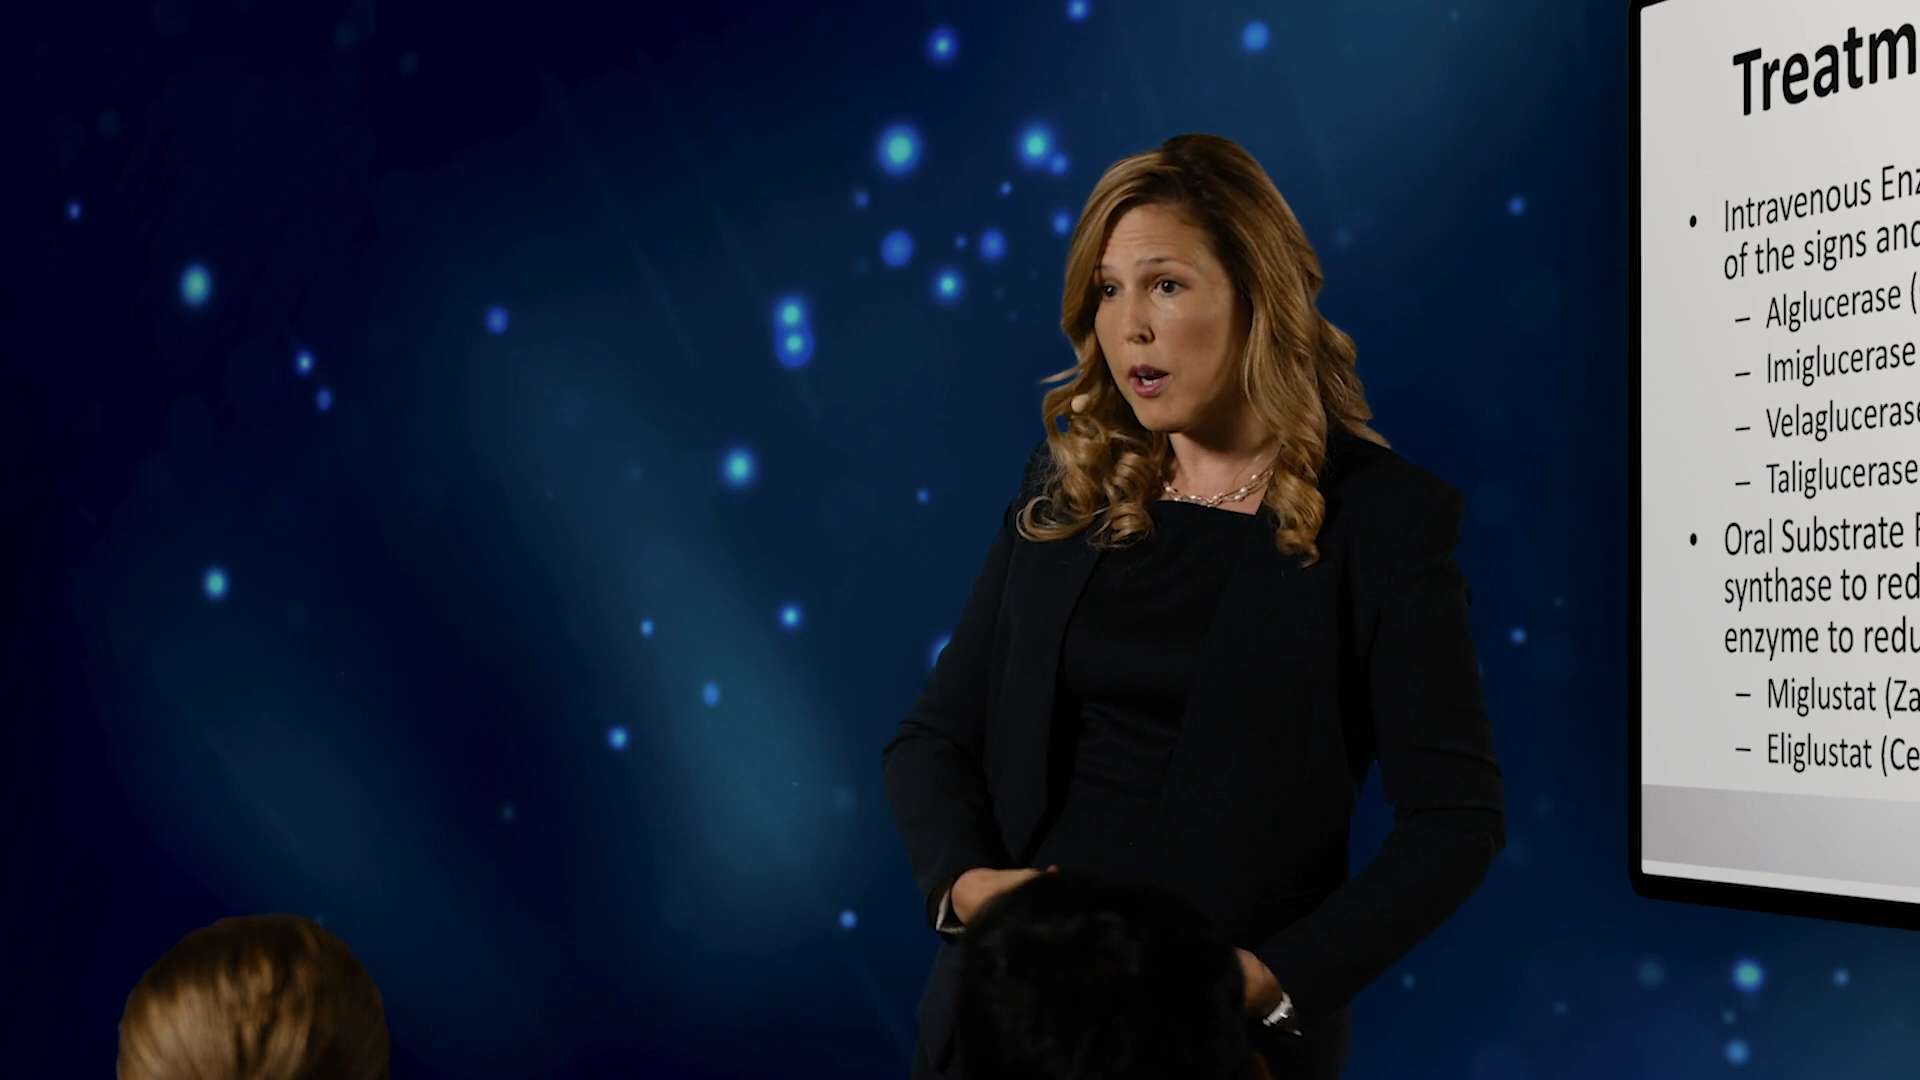 Treatm
• Intravenous Enz
of the signs and
– Alglucerase (
– Imiglucerase
– Velaglucerase
– Taliglucerase
• Oral Substrate
synthase to red
enzyme to redu
– Miglustat (Za
– Eliglustat (Ce